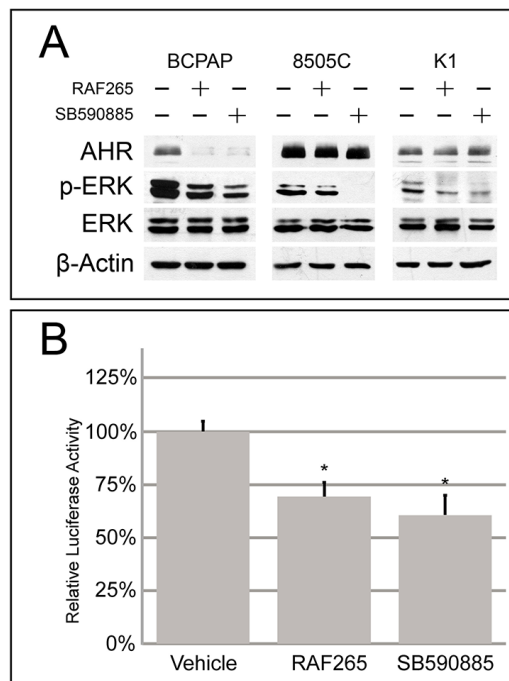 A
BCPAP 8505C K1
RAF265 – + – – + – – + –
SB590885 – – + – – + – – +
AHR
p-ERK
ERK
β-Actin
B
Relative Luciferase Activity
125%
100%
75%
50%
25%
0%
* *
Vehicle RAF265 SB590885